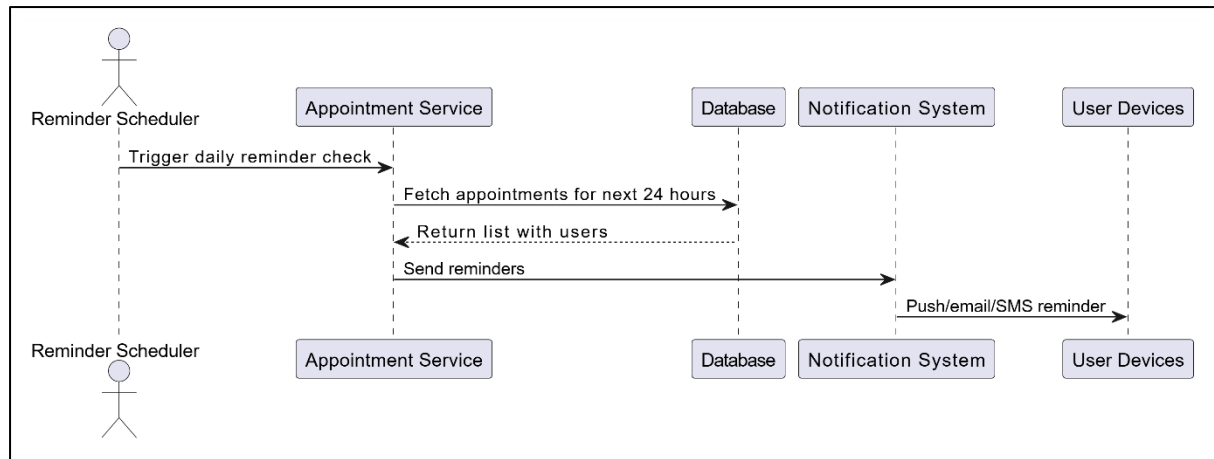 Reminder Scheduler
Appointment Service
Database
Notification System
User Devices
Trigger daily reminder check
Fetch appointments for next 24 hours
Return list with users
Send reminders
Push/email/SMS reminder
Reminder Scheduler
Appointment Service
Database
Notification System
User Devices